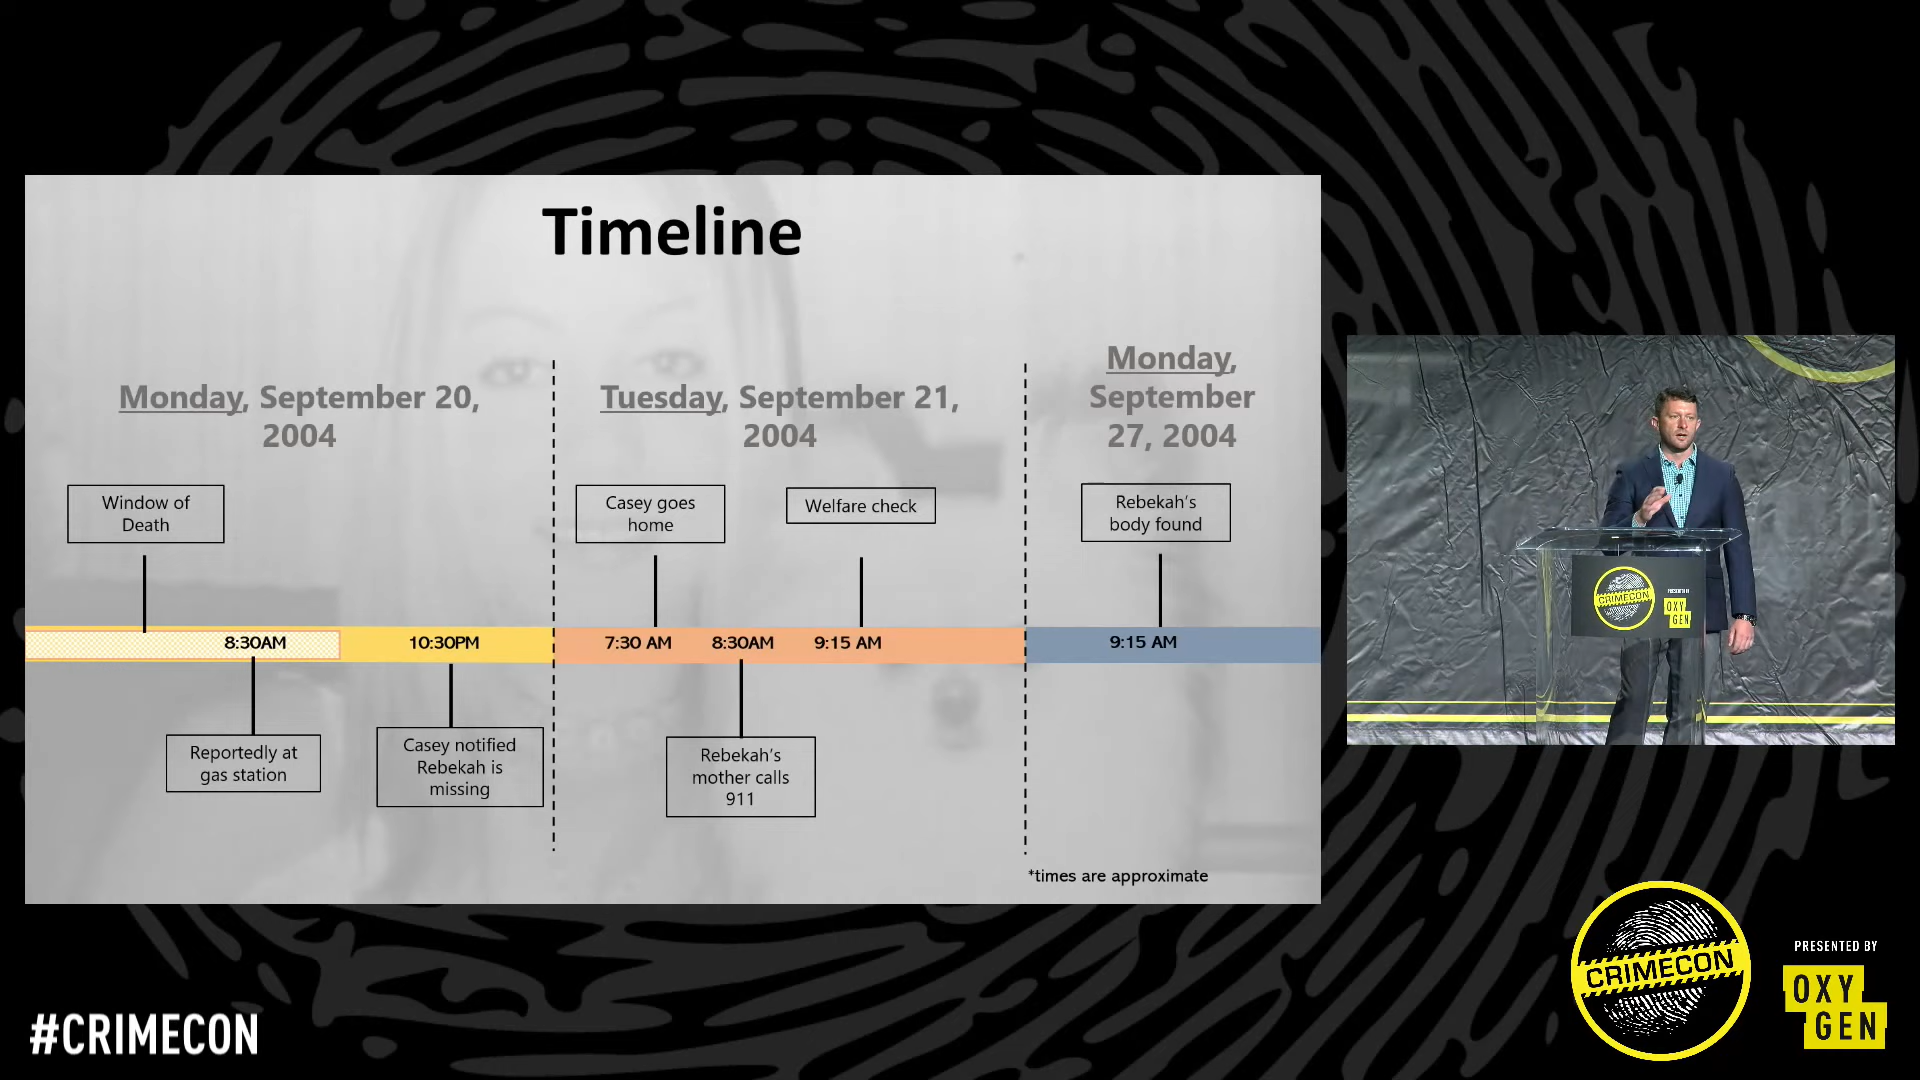 Timeline
Monday, September 20,
2004
Tuesday, September 21,
2004
Monday,
September
27, 2004
Window of
Death
Casey goes
home
Welfare check
Rebekah's
body found
8:30AM
10:30PM
7:30 AM
8:30AM
9:15 AM
9:15 AM
Reportedly at
gas station
Casey notified
Rebekah is
missing
Rebekah's
mother calls
911
*times are approximate
CRIMECON
PRESENTED BY
OXY
GEN
#CRIMECON
CRIMECON
PRESENTED BY
OXY
GEN